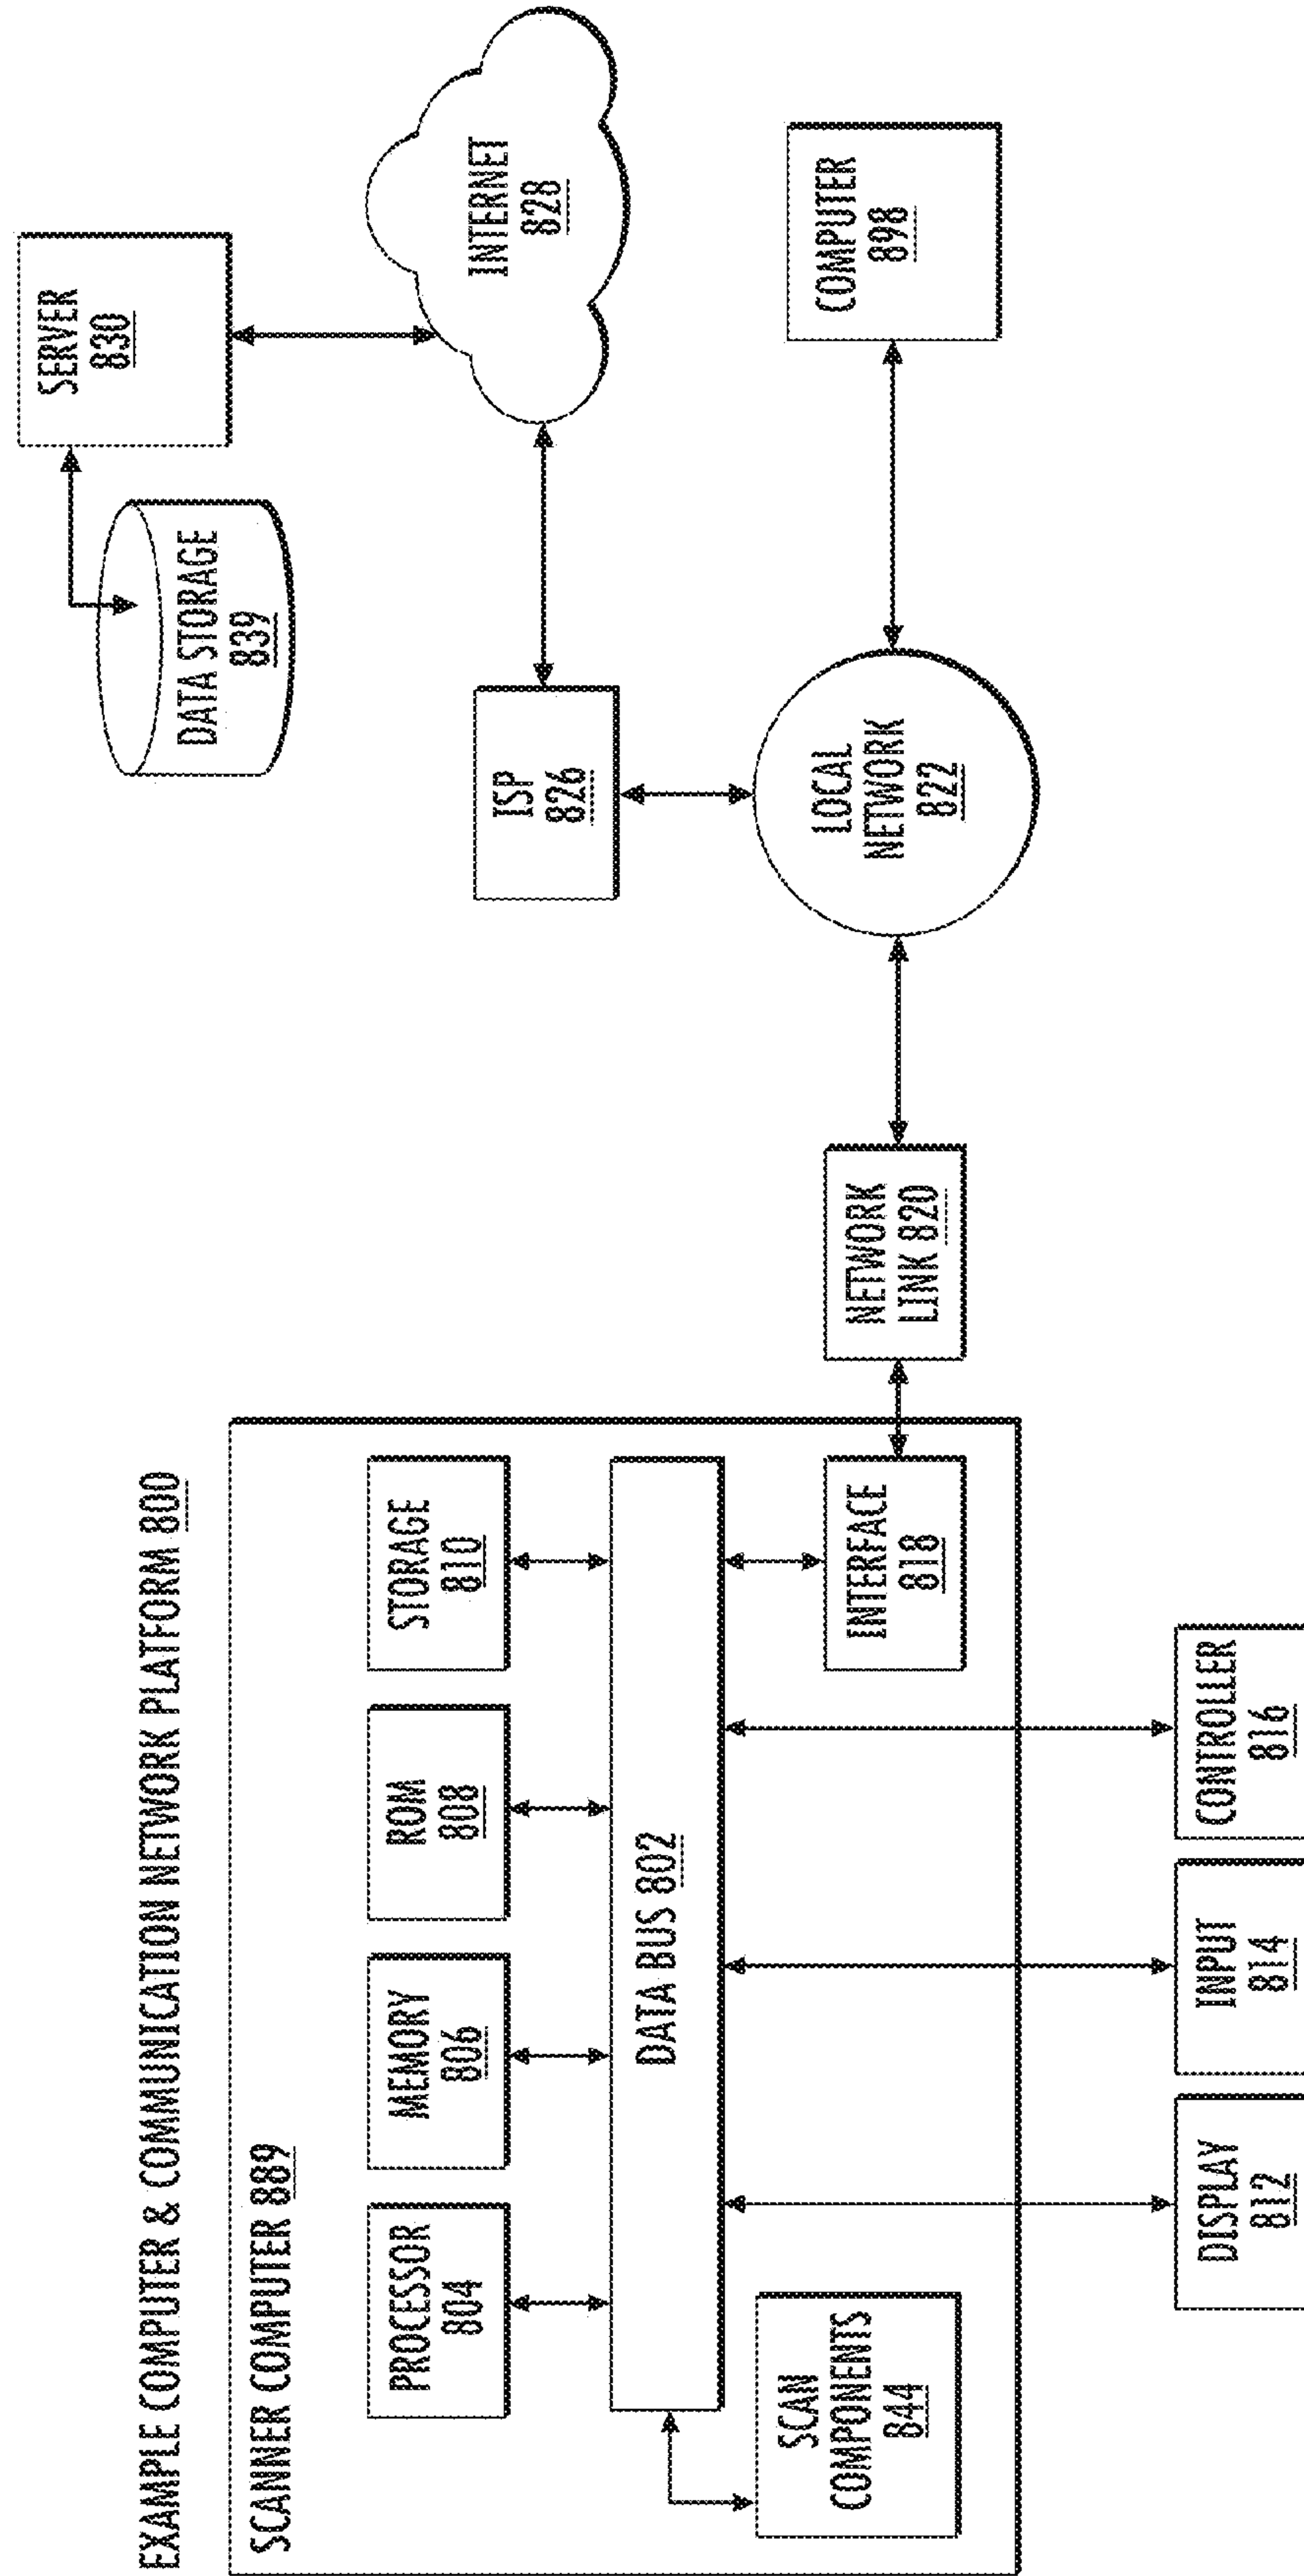 EXAMPLE COMPUTER & COMMUNICATION NETWORK PLATFORM 800
SCANNER COMPUTER 889
PROCESSOR
804
MEMORY
806
ROM
808
STORAGE
810
DATA BUS 802
SCAN
COMPONENTS
844
INTERFACE
818
DISPLAY
812
INPUT
814
CONTROLLER
816
NETWORK
LINK 820
LOCAL
NETWORK
822
ISP
826
DATA STORAGE
839
SERVER
830
INTERNET
828
COMPUTER
898